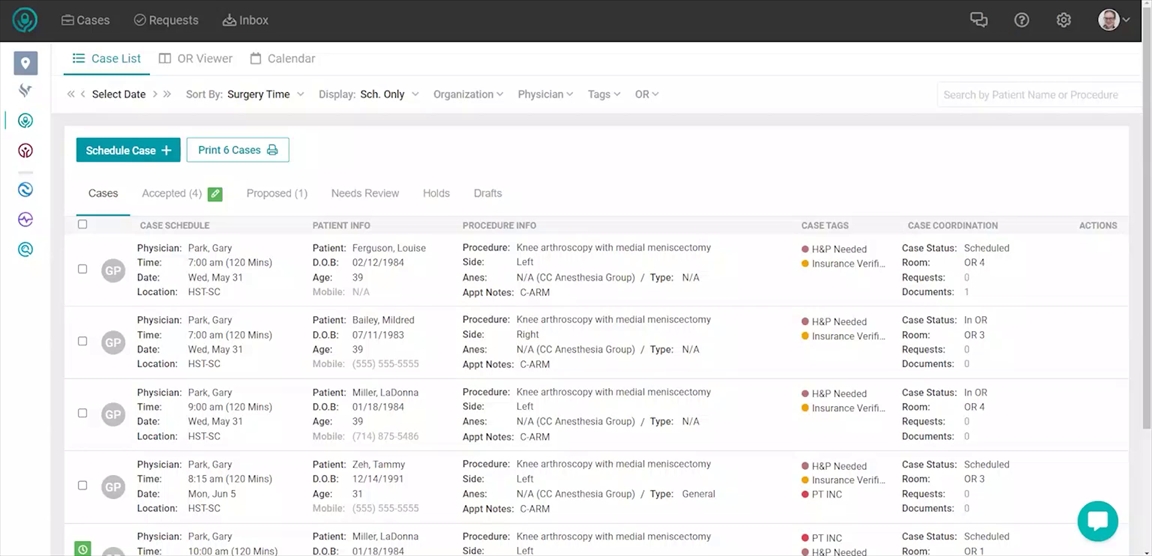 Cases Requests Inbox
Case List OR Viewer Calendar
Select Date Sort By: Surgery Time Display: Sch. Only Organization Physician Tags OR Search by Patient Name or Procedure
Schedule Case + Print 6 Cases
Cases Accepted (4) Proposed (1) Needs Review Holds Drafts
CASE SCHEDULE PATIENT INFO PROCEDURE INFO CASE TAGS CASE COORDINATION ACTIONS
Physician: Park, Gary Patient: Ferguson, Louise Procedure: Knee arthroscopy with medial meniscectomy H&P Needed Case Status: Scheduled
GP Time: 7:00 am (120 Mins) D.O.B: 02/12/1984 Side: Left Insurance Verifi... Room: OR 4
Date: Wed, May 31 Age: 39 Anes: N/A (CC Anesthesia Group) / Type: N/A Requests: 0
Location: HST-SC Mobile: N/A Appt Notes: C-ARM Documents: 1
Physician: Park, Gary Patient: Bailey, Mildred Procedure: Knee arthroscopy with medial meniscectomy H&P Needed Case Status: In OR
GP Time: 7:00 am (120 Mins) D.O.B: 07/11/1983 Side: Right Insurance Verifi... Room: OR 3
Date: Wed, May 31 Age: 39 Anes: N/A (CC Anesthesia Group) / Type: N/A Requests: 0
Location: HST-SC Mobile: (555) 555-5555 Appt Notes: C-ARM Documents: 0
Physician: Park, Gary Patient: Miller, LaDonna Procedure: Knee arthroscopy with medial meniscectomy H&P Needed Case Status: In OR
GP Time: 9:00 am (120 Mins) D.O.B: 01/18/1984 Side: Left Insurance Verifi... Room: OR 4
Date: Wed, May 31 Age: 39 Anes: N/A (CC Anesthesia Group) / Type: N/A Requests: 0
Location: HST-SC Mobile: (714) 875-5486 Appt Notes: C-ARM Documents: 0
Physician: Park, Gary Patient: Zeh, Tammy Procedure: Knee arthroscopy with medial meniscectomy H&P Needed Case Status: Scheduled
GP Time: 8:15 am (120 Mins) D.O.B: 12/14/1991 Side: Left Insurance Verifi... Room: OR 3
Date: Mon, Jun 5 Age: 31 Anes: N/A (CC Anesthesia Group) / Type: General PT INC Requests: 0
Location: HST-SC Mobile: (555) 555-5555 Appt Notes: C-ARM Documents: 0
Physician: Park, Gary Patient: Miller, LaDonna Procedure: Knee arthroscopy with medial meniscectomy PT INC Case Status: Scheduled
Time: 10:00 am (120 Mins) D.O.B: 01/18/1984 Side: Left H&P Needed Room: OR 1